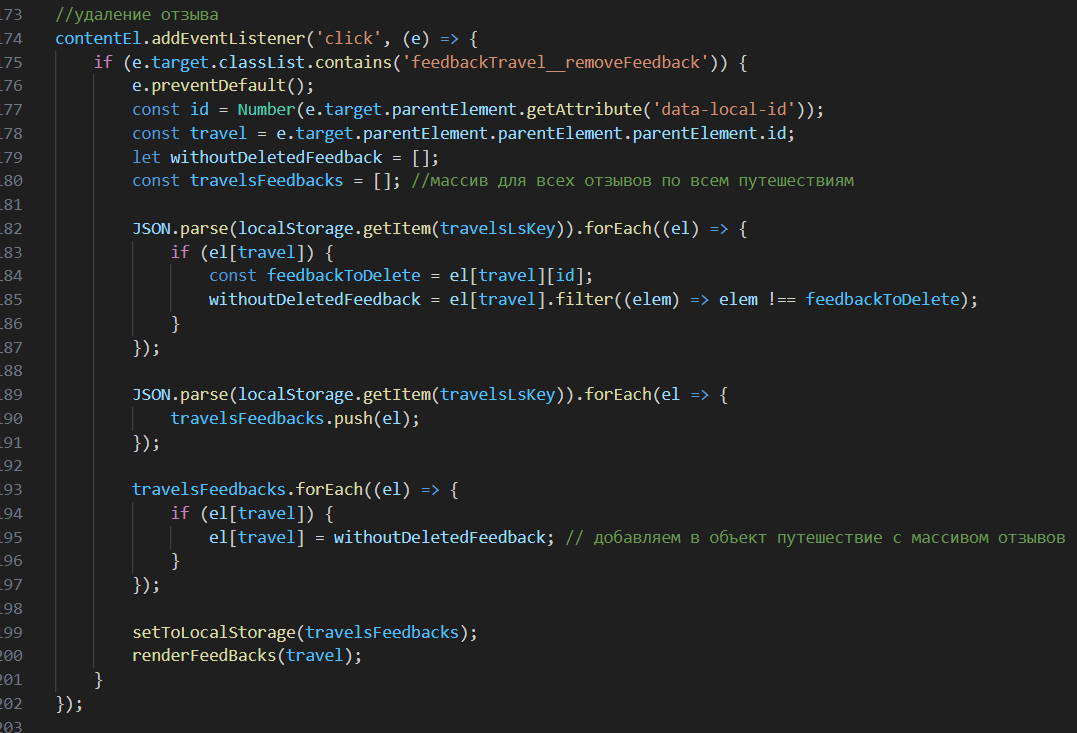 173 //удаление отзыва
174 contentEl.addEventListener('click', (e) => {
175     if (e.target.classList.contains('feedbackTravel__removeFeedback')) {
176         e.preventDefault();
177         const id = Number(e.target.parentElement.getAttribute('data-local-id'));
178         const travel = e.target.parentElement.parentElement.parentElement.id;
179         let withoutDeletedFeedback = [];
180         const travelsFeedbacks = []; //массив для всех отзывов по всем путешествиям
181
182         JSON.parse(localStorage.getItem(travelsLsKey)).forEach((el) => {
183             if (el[travel]) {
184                 const feedbackToDelete = el[travel][id];
185                 withoutDeletedFeedback = el[travel].filter((elem) => elem !== feedbackToDelete);
186             }
187         });
188
189         JSON.parse(localStorage.getItem(travelsLsKey)).forEach(el => {
190             travelsFeedbacks.push(el);
191         });
192
193         travelsFeedbacks.forEach((el) => {
194             if (el[travel]) {
195                 el[travel] = withoutDeletedFeedback; // добавляем в объект путешествие с массивом отзывов
196             }
197         });
198
199         setToLocalStorage(travelsFeedbacks);
200         renderFeedBacks(travel);
201     }
202 });
203